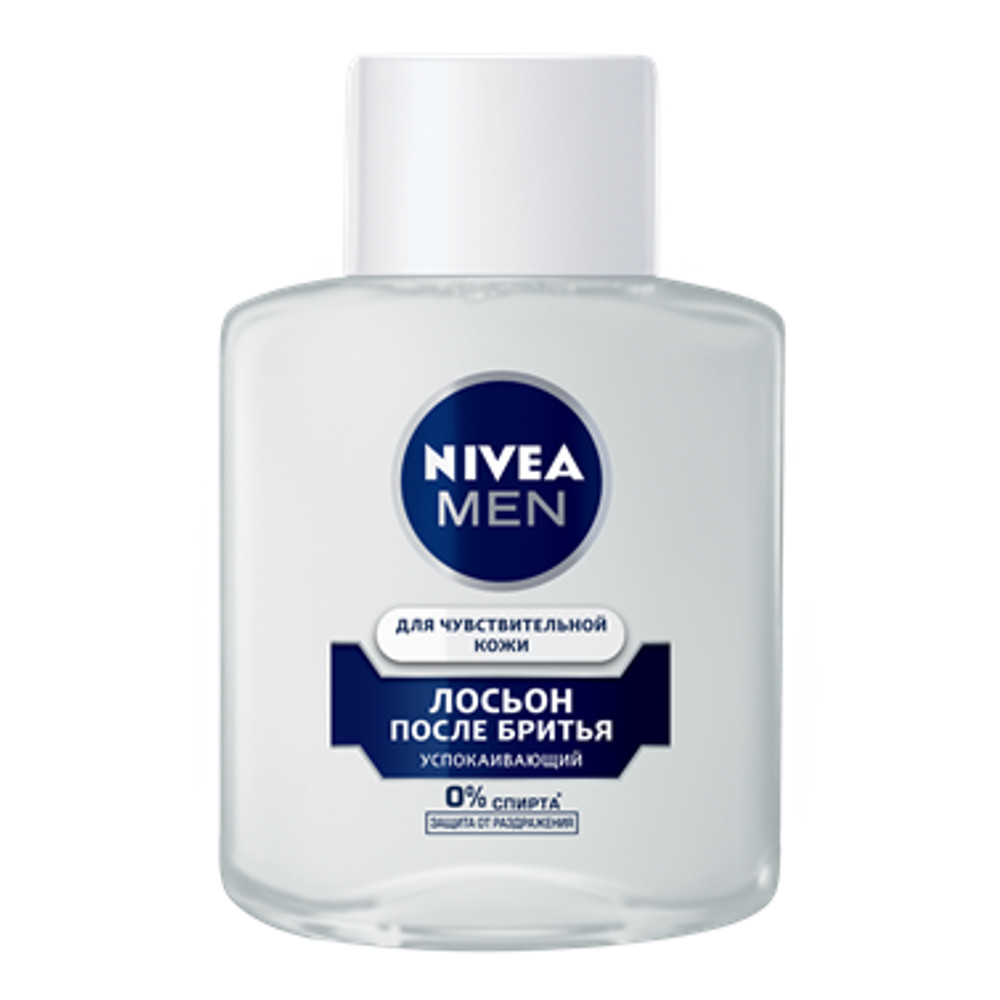 NIVEA
MEN
ДЛЯ ЧУВСТВИТЕЛЬНОЙ
КОЖИ
ЛОСЬОН
ПОСЛЕ БРИТЬЯ
УСПОКАИВАЮЩИЙ
0% СПИРТА*
ЗАЩИТА ОТ РАЗДРАЖЕНИЯ